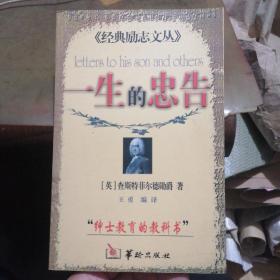 《经典励志文丛》
letters to his son and others
一生的忠告
[英]查斯特菲尔德勋爵 著
王勇 编译
“绅士教育的教科书”
华龄出版社